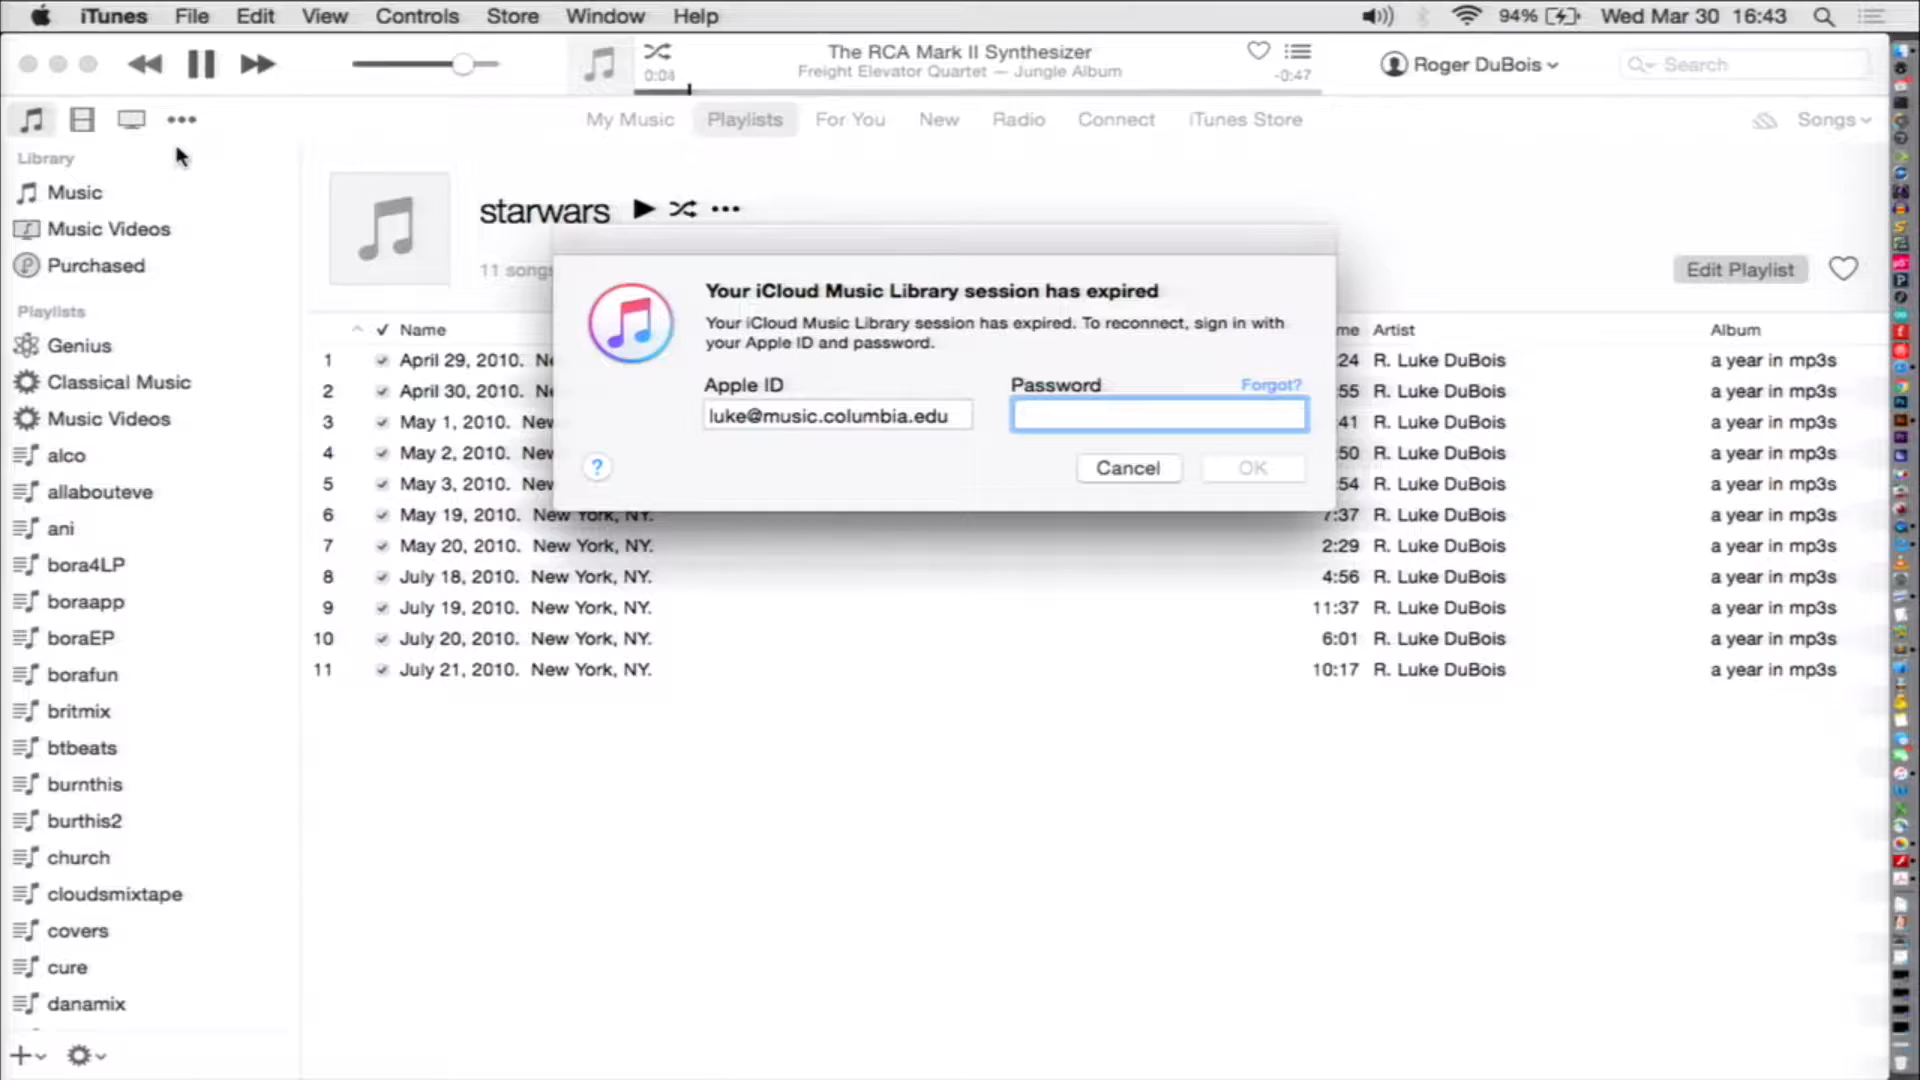 iTunes File Edit View Controls Store Window Help 94% Wed Mar 30 16:43
The RCA Mark II Synthesizer
Freight Elevator Quartet — Jungle Album
0:08 -0:47
Roger DuBois
Search
My Music Playlists For You New Radio Connect iTunes Store Songs
Library
Music
Music Videos
Purchased
Playlists
Genius
Classical Music
Music Videos
alco
allabouteve
ani
bora4LP
boraapp
boraEP
borafun
britmix
btbeats
burnthis
burthis2
church
cloudsmixtape
covers
cure
danamix
starwars
11 songs
Edit Playlist
Your iCloud Music Library session has expired
Your iCloud Music Library session has expired. To reconnect, sign in with
your Apple ID and password.
Apple ID Password Forgot?
luke@music.columbia.edu
? Cancel OK
Name Artist Album
1 April 29, 2010. :24 R. Luke DuBois a year in mp3s
2 April 30, 2010. :55 R. Luke DuBois a year in mp3s
3 May 1, 2010. :41 R. Luke DuBois a year in mp3s
4 May 2, 2010. :50 R. Luke DuBois a year in mp3s
5 May 3, 2010. :54 R. Luke DuBois a year in mp3s
6 May 19, 2010. New York, NY. 7:37 R. Luke DuBois a year in mp3s
7 May 20, 2010. New York, NY. 2:29 R. Luke DuBois a year in mp3s
8 July 18, 2010. New York, NY. 4:56 R. Luke DuBois a year in mp3s
9 July 19, 2010. New York, NY. 11:37 R. Luke DuBois a year in mp3s
10 July 20, 2010. New York, NY. 6:01 R. Luke DuBois a year in mp3s
11 July 21, 2010. New York, NY. 10:17 R. Luke DuBois a year in mp3s